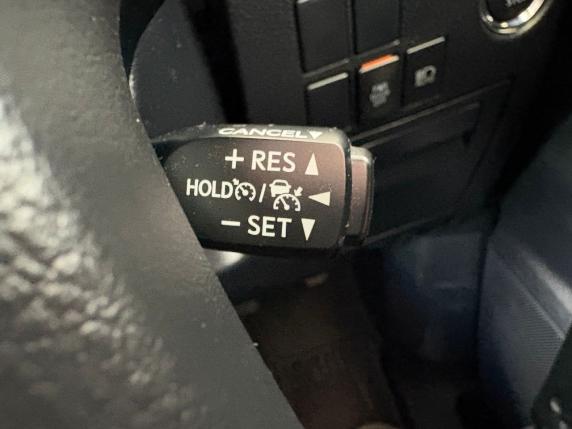 CANCEL▼
+ RES ▲
HOLD / ◀
− SET ▼